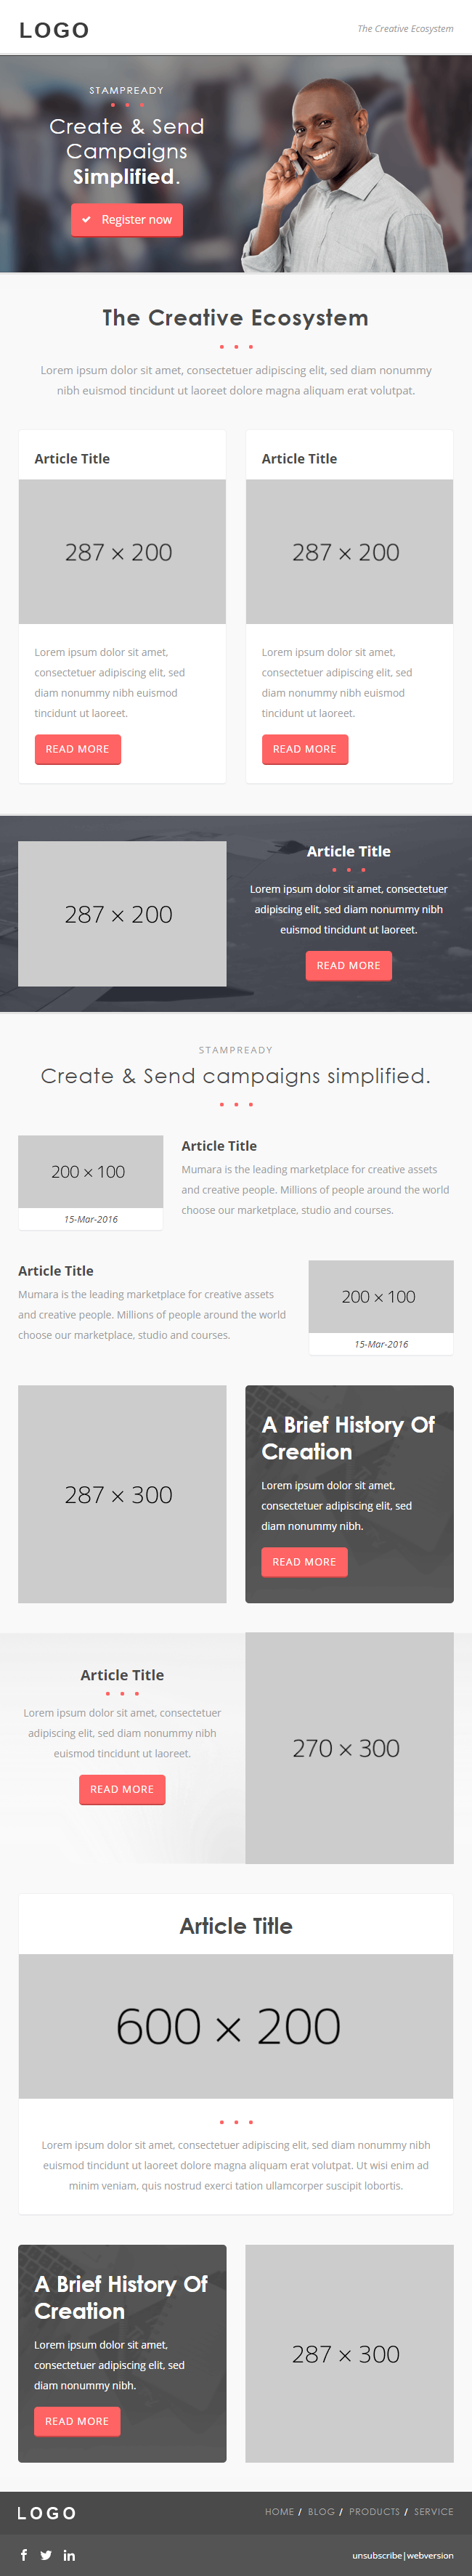 LOGO
The Creative Ecosystem
STAMPREADY
Create & Send
Campaigns
Simplified.
Register now
The Creative Ecosystem
Lorem ipsum dolor sit amet, consectetuer adipiscing elit, sed diam nonummy
nibh euismod tincidunt ut laoreet dolore magna aliquam erat volutpat.
Article Title
287 × 200
Lorem ipsum dolor sit amet,
consectetuer adipiscing elit, sed
diam nonummy nibh euismod
tincidunt ut laoreet.
READ MORE
Article Title
287 × 200
Lorem ipsum dolor sit amet,
consectetuer adipiscing elit, sed
diam nonummy nibh euismod
tincidunt ut laoreet.
READ MORE
287 × 200
Article Title
Lorem ipsum dolor sit amet, consectetuer
adipiscing elit, sed diam nonummy nibh
euismod tincidunt ut laoreet.
READ MORE
STAMPREADY
Create & Send campaigns simplified.
200 × 100
15-Mar-2016
Article Title
Mumara is the leading marketplace for creative assets
and creative people. Millions of people around the world
choose our marketplace, studio and courses.
Article Title
Mumara is the leading marketplace for creative assets
and creative people. Millions of people around the world
choose our marketplace, studio and courses.
200 × 100
15-Mar-2016
287 × 300
A Brief History Of
Creation
Lorem ipsum dolor sit amet,
consectetuer adipiscing elit, sed
diam nonummy nibh.
READ MORE
Article Title
Lorem ipsum dolor sit amet, consectetuer
adipiscing elit, sed diam nonummy nibh
euismod tincidunt ut laoreet.
READ MORE
270 × 300
Article Title
600 × 200
Lorem ipsum dolor sit amet, consectetuer adipiscing elit, sed diam nonummy nibh
euismod tincidunt ut laoreet dolore magna aliquam erat volutpat. Ut wisi enim ad
minim veniam, quis nostrud exerci tation ullamcorper suscipit lobortis.
A Brief History Of
Creation
Lorem ipsum dolor sit amet,
consectetuer adipiscing elit, sed
diam nonummy nibh.
READ MORE
287 × 300
LOGO
HOME / BLOG / PRODUCTS / SERVICE
unsubscribe|webversion